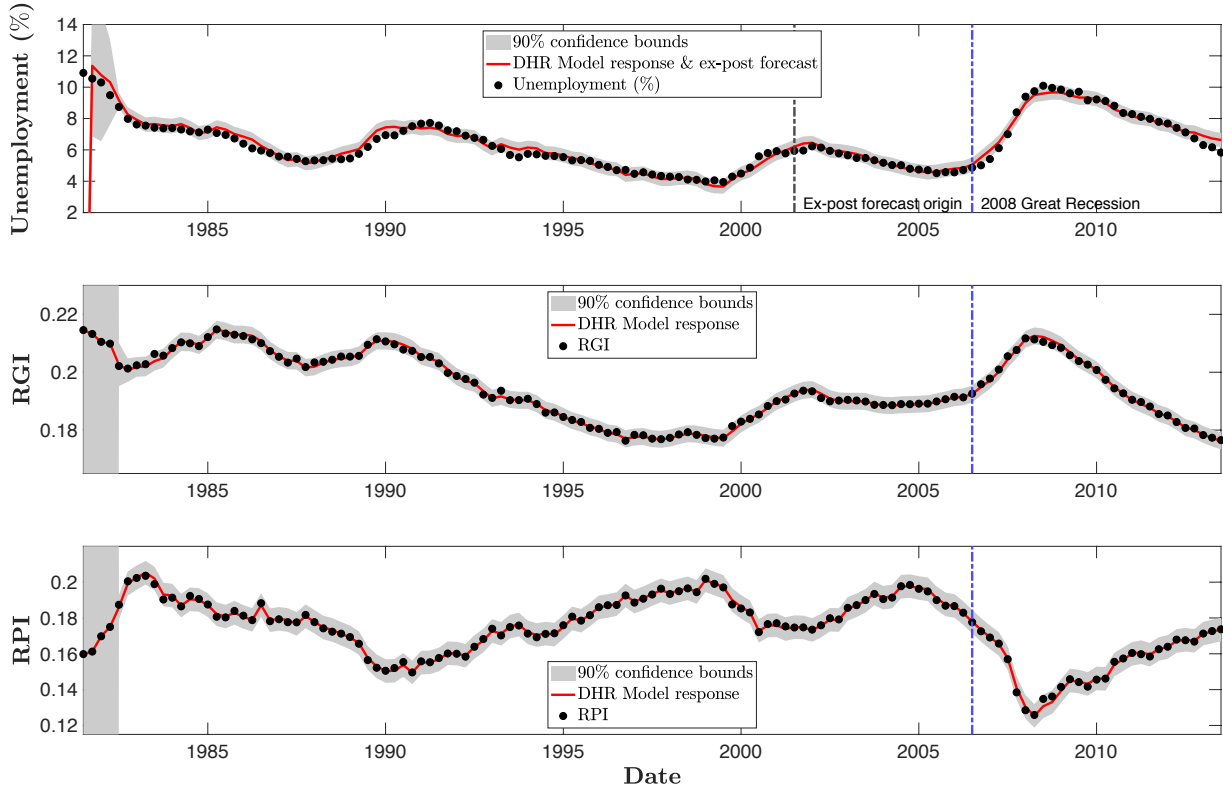 Unemployment (%)
14
12
10
8
6
4
2
90% confidence bounds
DHR Model response & ex-post forecast
Unemployment (%)
Ex-post forecast origin
2008 Great Recession
1985
1990
1995
2000
2005
2010
RGI
0.22
0.2
0.18
90% confidence bounds
DHR Model response
RGI
1985
1990
1995
2000
2005
2010
RPI
0.2
0.18
0.16
0.14
0.12
90% confidence bounds
DHR Model response
RPI
1985
1990
1995
2000
2005
2010
Date